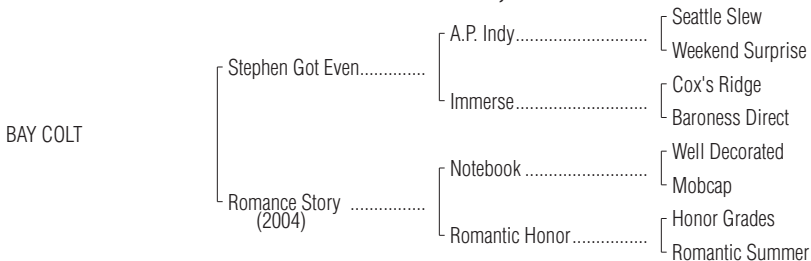 Seattle Slew
A.P. Indy..............................
Weekend Surprise
Stephen Got Even..............
Cox's Ridge
Immerse..............................
Baroness Direct
BAY COLT
Well Decorated
Notebook ............................
Mobcap
Romance Story ................
(2004)
Honor Grades
Romantic Honor.................
Romantic Summer